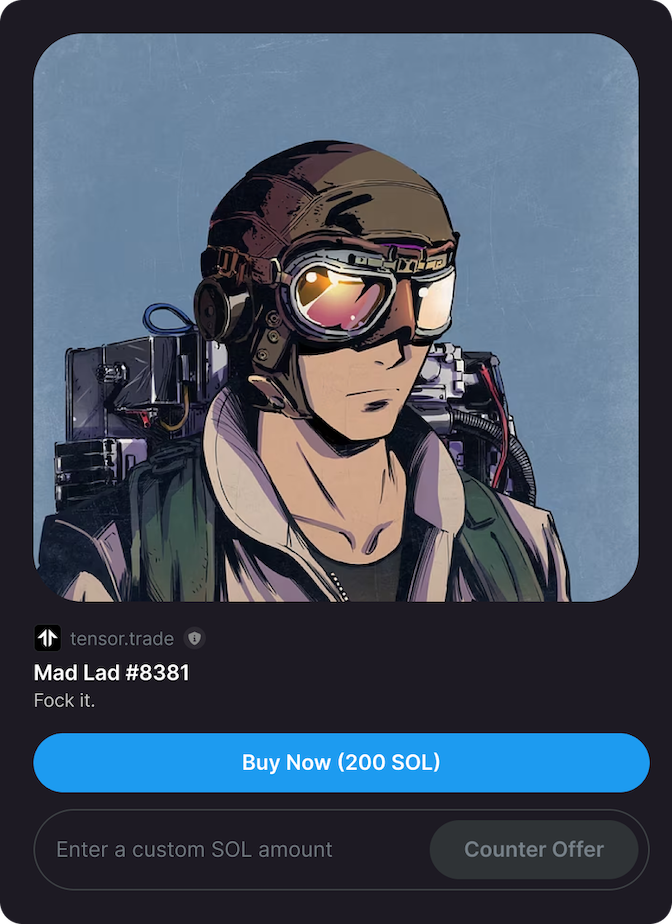 tensor.trade
Mad Lad #8381
Fock it.
Buy Now (200 SOL)
Enter a custom SOL amount
Counter Offer